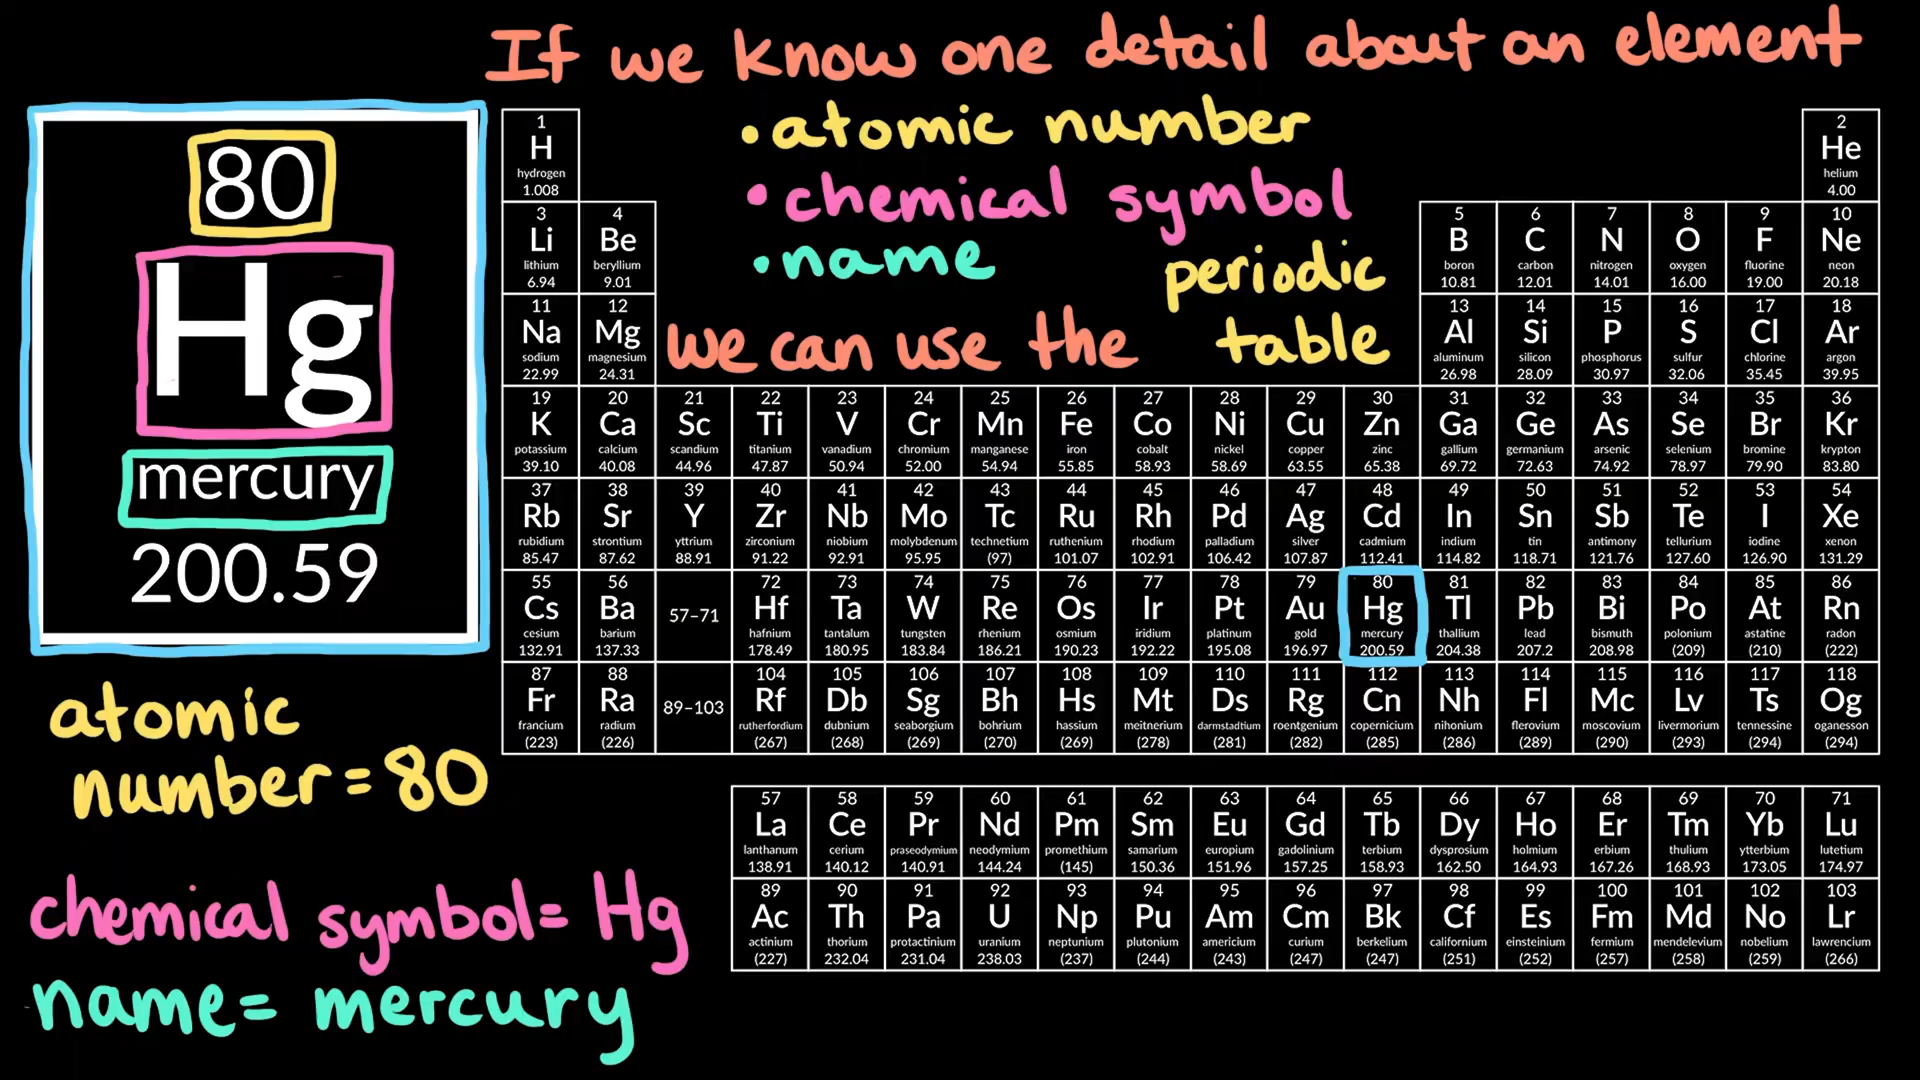 If we know one detail about an element
• atomic number
• chemical symbol
• name
we can use the periodic table
80
Hg
mercury
200.59
atomic
number = 80
chemical symbol = Hg
name = mercury
1 H hydrogen 1.008
2 He helium 4.00
3 Li lithium 6.94
4 Be beryllium 9.01
5 B boron 10.81
6 C carbon 12.01
7 N nitrogen 14.01
8 O oxygen 16.00
9 F fluorine 19.00
10 Ne neon 20.18
11 Na sodium 22.99
12 Mg magnesium 24.31
13 Al aluminum 26.98
14 Si silicon 28.09
15 P phosphorus 30.97
16 S sulfur 32.06
17 Cl chlorine 35.45
18 Ar argon 39.95
19 K potassium 39.10
20 Ca calcium 40.08
21 Sc scandium 44.96
22 Ti titanium 47.87
23 V vanadium 50.94
24 Cr chromium 52.00
25 Mn manganese 54.94
26 Fe iron 55.85
27 Co cobalt 58.93
28 Ni nickel 58.69
29 Cu copper 63.55
30 Zn zinc 65.38
31 Ga gallium 69.72
32 Ge germanium 72.63
33 As arsenic 74.92
34 Se selenium 78.97
35 Br bromine 79.90
36 Kr krypton 83.80
37 Rb rubidium 85.47
38 Sr strontium 87.62
39 Y yttrium 88.91
40 Zr zirconium 91.22
41 Nb niobium 92.91
42 Mo molybdenum 95.95
43 Tc technetium (97)
44 Ru ruthenium 101.07
45 Rh rhodium 102.91
46 Pd palladium 106.42
47 Ag silver 107.87
48 Cd cadmium 112.41
49 In indium 114.82
50 Sn tin 118.71
51 Sb antimony 121.76
52 Te tellurium 127.60
53 I iodine 126.90
54 Xe xenon 131.29
55 Cs cesium 132.91
56 Ba barium 137.33
57–71
72 Hf hafnium 178.49
73 Ta tantalum 180.95
74 W tungsten 183.84
75 Re rhenium 186.21
76 Os osmium 190.23
77 Ir iridium 192.22
78 Pt platinum 195.08
79 Au gold 196.97
80 Hg mercury 200.59
81 Tl thallium 204.38
82 Pb lead 207.2
83 Bi bismuth 208.98
84 Po polonium (209)
85 At astatine (210)
86 Rn radon (222)
87 Fr francium (223)
88 Ra radium (226)
89–103
104 Rf rutherfordium (267)
105 Db dubnium (268)
106 Sg seaborgium (269)
107 Bh bohrium (270)
108 Hs hassium (269)
109 Mt meitnerium (278)
110 Ds darmstadtium (281)
111 Rg roentgenium (282)
112 Cn copernicium (285)
113 Nh nihonium (286)
114 Fl flerovium (289)
115 Mc moscovium (290)
116 Lv livermorium (293)
117 Ts tennessine (294)
118 Og oganesson (294)
57 La lanthanum 138.91
58 Ce cerium 140.12
59 Pr praseodymium 140.91
60 Nd neodymium 144.24
61 Pm promethium (145)
62 Sm samarium 150.36
63 Eu europium 151.96
64 Gd gadolinium 157.25
65 Tb terbium 158.93
66 Dy dysprosium 162.50
67 Ho holmium 164.93
68 Er erbium 167.26
69 Tm thulium 168.93
70 Yb ytterbium 173.05
71 Lu lutetium 174.97
89 Ac actinium (227)
90 Th thorium 232.04
91 Pa protactinium 231.04
92 U uranium 238.03
93 Np neptunium (237)
94 Pu plutonium (244)
95 Am americium (243)
96 Cm curium (247)
97 Bk berkelium (247)
98 Cf californium (251)
99 Es einsteinium (252)
100 Fm fermium (257)
101 Md mendelevium (258)
102 No nobelium (259)
103 Lr lawrencium (266)